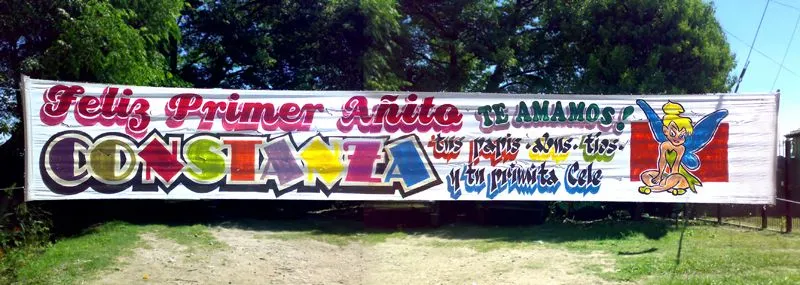 Feliz Primer Añito TE AMAMOS!
CONSTANZA tus papis · abus · tios ·
y tu primita Cele